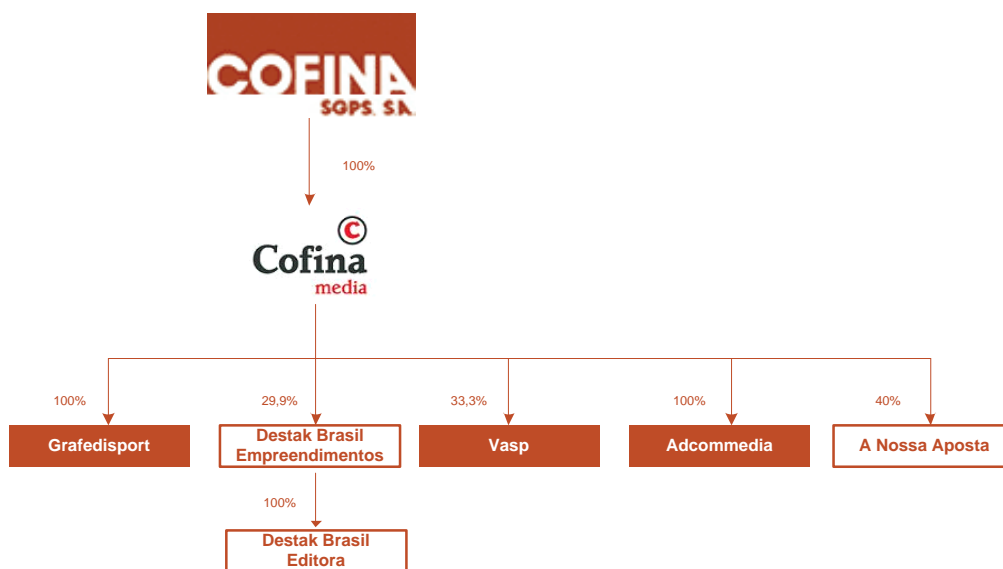 COFINA
SGPS, SA.
100%
C
Cofina
media
100%
29,9%
33,3%
100%
40%
Grafedisport
Destak Brasil
Empreendimentos
Vasp
Adcommedia
A Nossa Aposta
100%
Destak Brasil
Editora